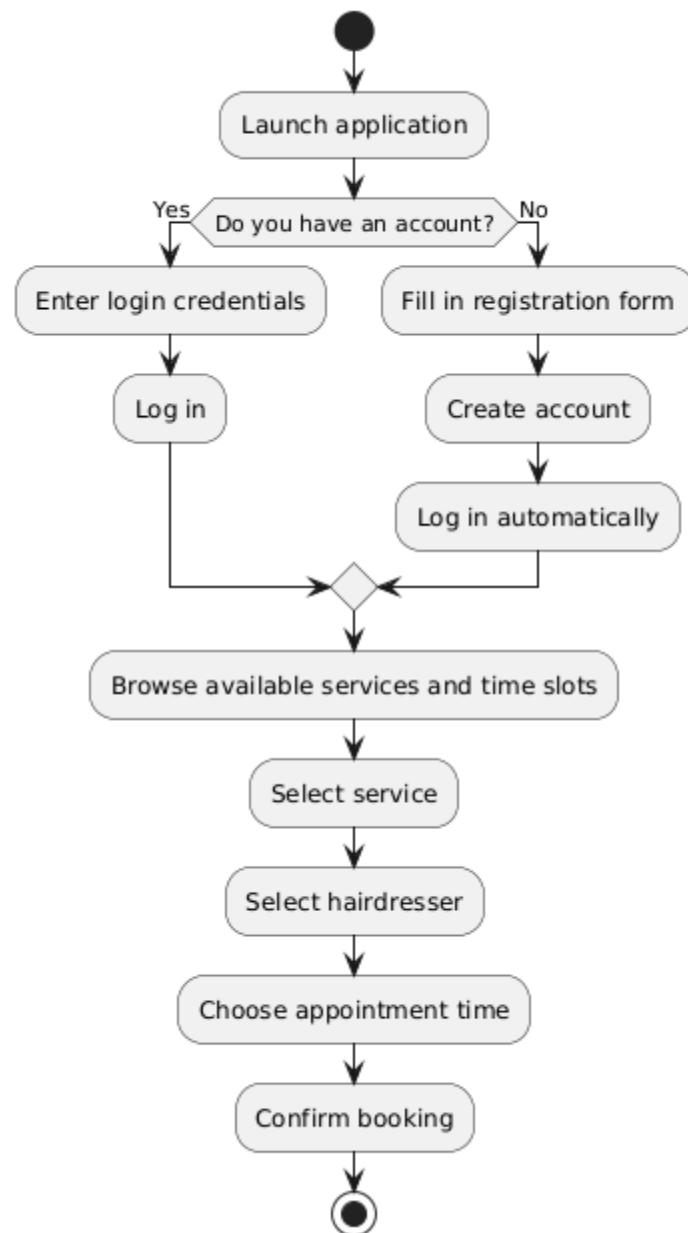 Launch application
Yes
Do you have an account?
No
Enter login credentials
Fill in registration form
Log in
Create account
Log in automatically
Browse available services and time slots
Select service
Select hairdresser
Choose appointment time
Confirm booking